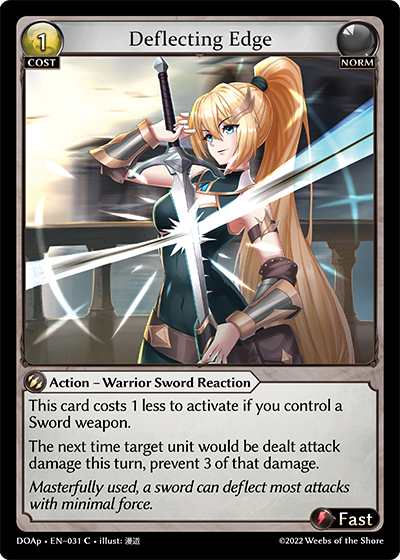 1
Deflecting Edge
COST
NORM
Action – Warrior Sword Reaction
This card costs 1 less to activate if you control a
Sword weapon.
The next time target unit would be dealt attack
damage this turn, prevent 3 of that damage.
Masterfully used, a sword can deflect most attacks
with minimal force.
Fast
DOAp • EN-031 C • illust: 漫道
©2022 Weebs of the Shore